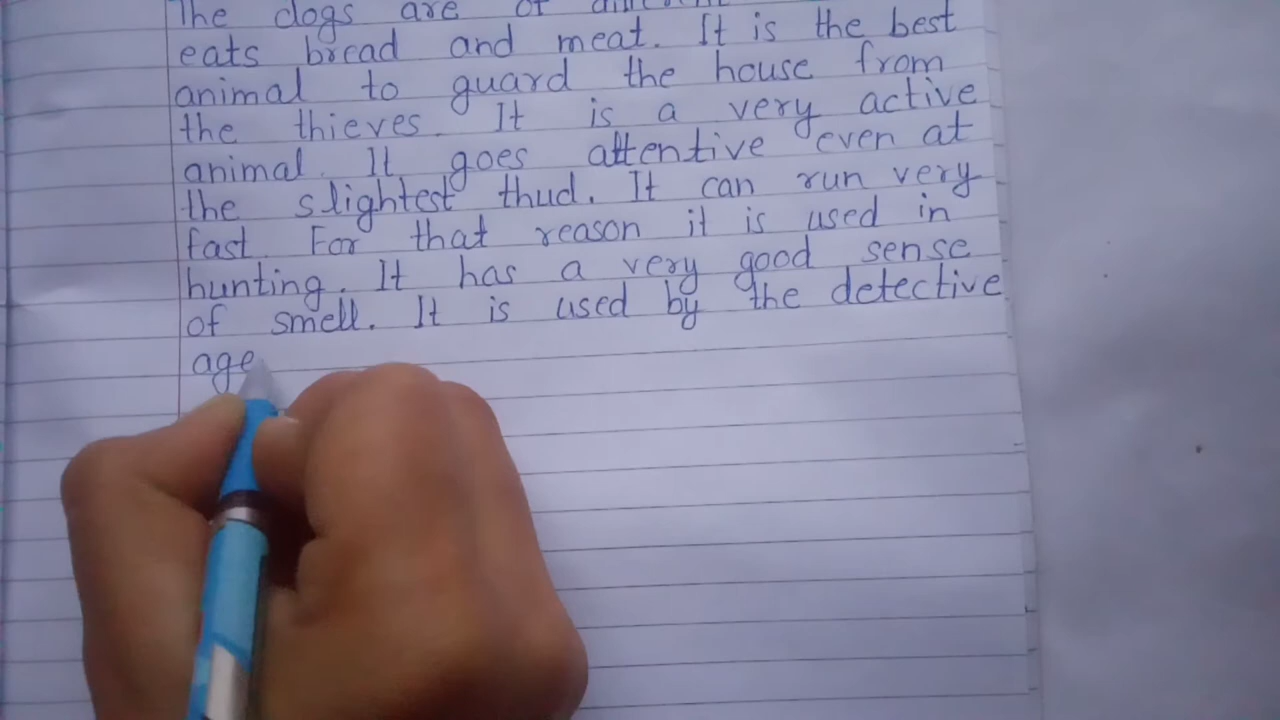 The dogs are of different
eats bread and meat. It is the best
animal to guard the house from
the thieves. It is a very active
animal. It goes attentive even at
the slightest thud. It can run very
fast. For that reason it is used in
hunting. It has a very good sense
of smell. It is used by the detective
age